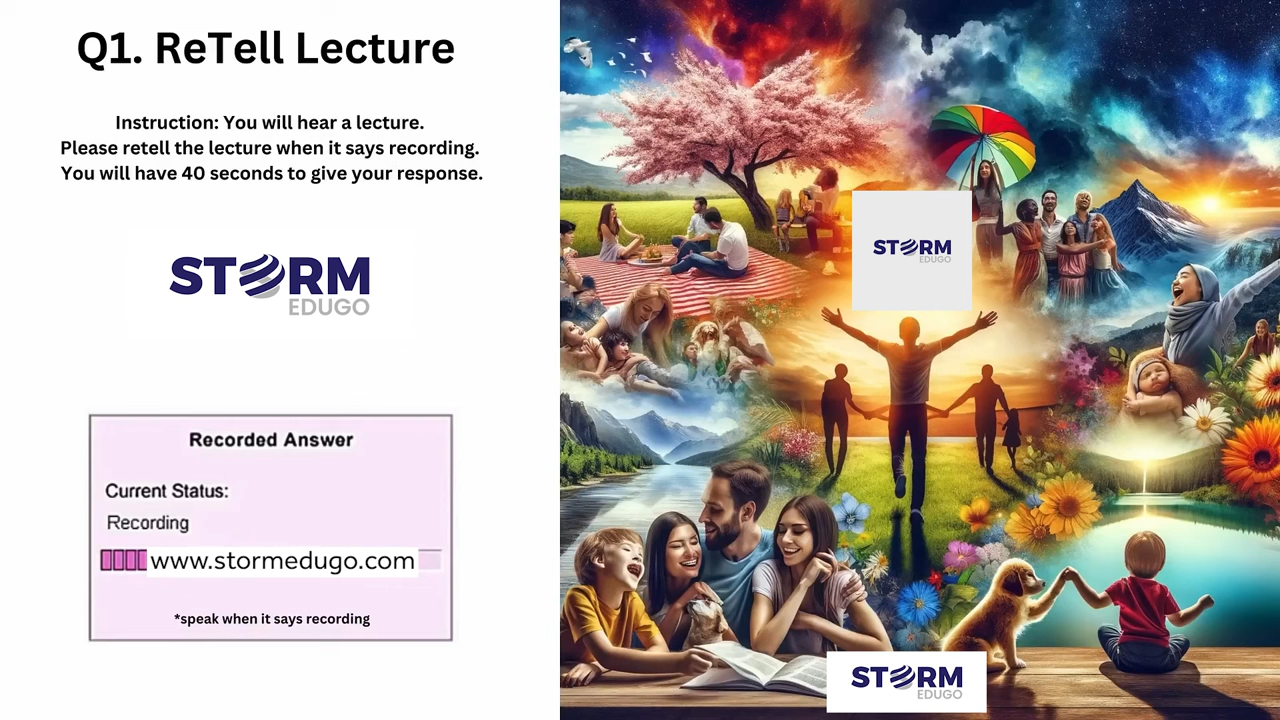 Q1. ReTell Lecture
Instruction: You will hear a lecture.
Please retell the lecture when it says recording.
You will have 40 seconds to give your response.
STORM
EDUGO
Recorded Answer
Current Status:
Recording
www.stormedugo.com
*speak when it says recording
STORM
EDUGO
STORM
EDUGO